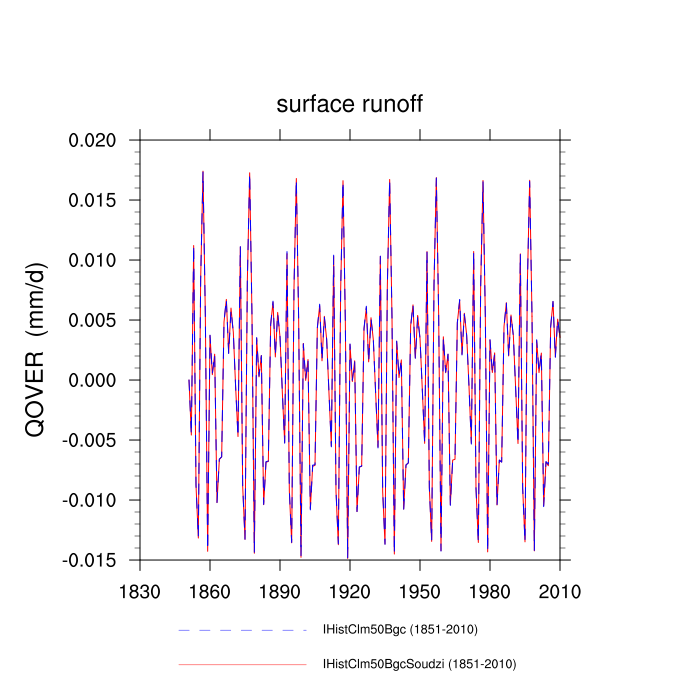 surface runoff
QOVER (mm/d)
0.020
0.015
0.010
0.005
0.000
-0.005
-0.010
-0.015
1830 1860 1890 1920 1950 1980 2010
IHistClm50Bgc (1851-2010)
IHistClm50BgcSoudzi (1851-2010)